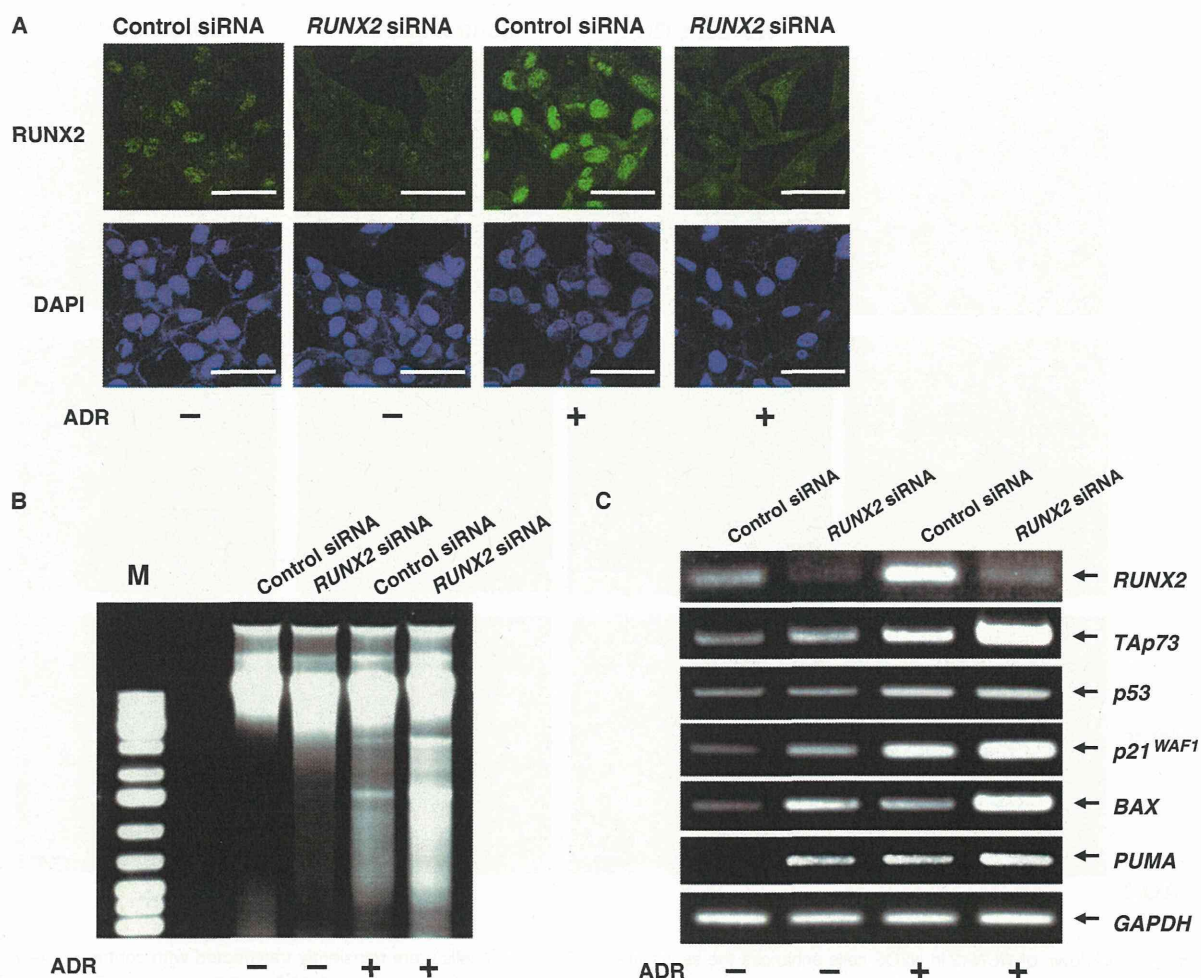 A
Control siRNA RUNX2 siRNA Control siRNA RUNX2 siRNA
RUNX2
DAPI
ADR − − + +
B
M
Control siRNA
RUNX2 siRNA
Control siRNA
RUNX2 siRNA
ADR − − + +
C
Control siRNA
RUNX2 siRNA
Control siRNA
RUNX2 siRNA
RUNX2
TAp73
p53
p21WAF1
BAX
PUMA
GAPDH
ADR − − + +